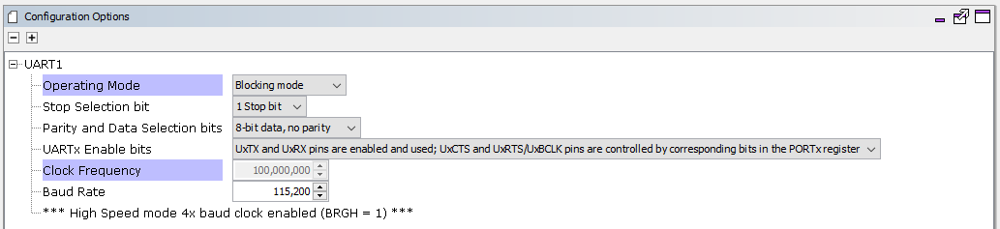 Configuration Options
UART1
Operating Mode Blocking mode
Stop Selection bit 1 Stop bit
Parity and Data Selection bits 8-bit data, no parity
UARTx Enable bits UxTX and UxRX pins are enabled and used; UxCTS and UxRTS/UxBCLK pins are controlled by corresponding bits in the PORTx register
Clock Frequency 100,000,000
Baud Rate 115,200
*** High Speed mode 4x baud clock enabled (BRGH = 1) ***